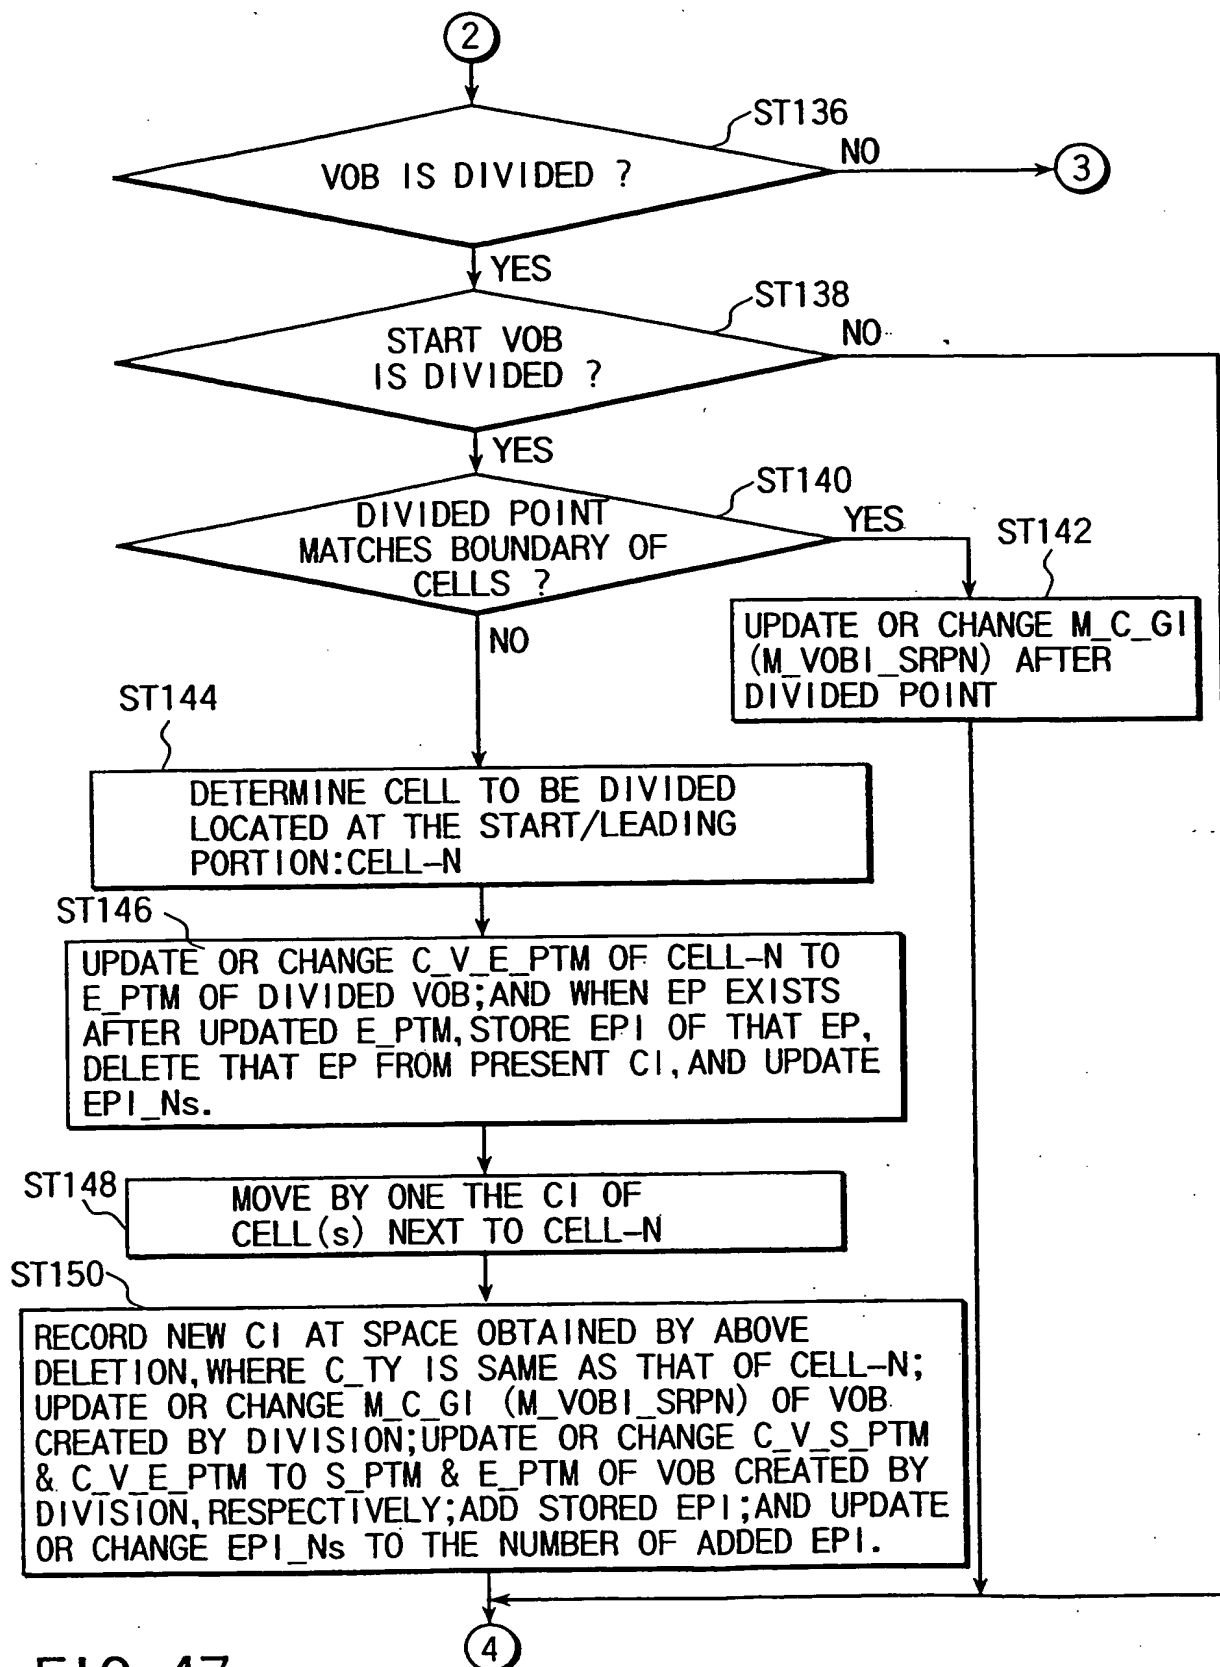 2
ST136
VOB IS DIVIDED ?
NO
3
YES
ST138
START VOB
IS DIVIDED ?
NO
YES
ST140
DIVIDED POINT
MATCHES BOUNDARY OF
CELLS ?
YES
ST142
UPDATE OR CHANGE M_C_GI
(M_VOBI_SRPN) AFTER
DIVIDED POINT
NO
ST144
DETERMINE CELL TO BE DIVIDED
LOCATED AT THE START/LEADING
PORTION:CELL-N
ST146
UPDATE OR CHANGE C_V_E_PTM OF CELL-N TO
E_PTM OF DIVIDED VOB;AND WHEN EP EXISTS
AFTER UPDATED E_PTM,STORE EPI OF THAT EP,
DELETE THAT EP FROM PRESENT CI,AND UPDATE
EPI_Ns.
ST148
MOVE BY ONE THE CI OF
CELL(s) NEXT TO CELL-N
ST150
RECORD NEW CI AT SPACE OBTAINED BY ABOVE
DELETION,WHERE C_TY IS SAME AS THAT OF CELL-N;
UPDATE OR CHANGE M_C_GI (M_VOBI_SRPN) OF VOB
CREATED BY DIVISION;UPDATE OR CHANGE C_V_S_PTM
& C_V_E_PTM TO S_PTM & E_PTM OF VOB CREATED BY
DIVISION,RESPECTIVELY;ADD STORED EPI;AND UPDATE
OR CHANGE EPI_Ns TO THE NUMBER OF ADDED EPI.
4
FIG. 47